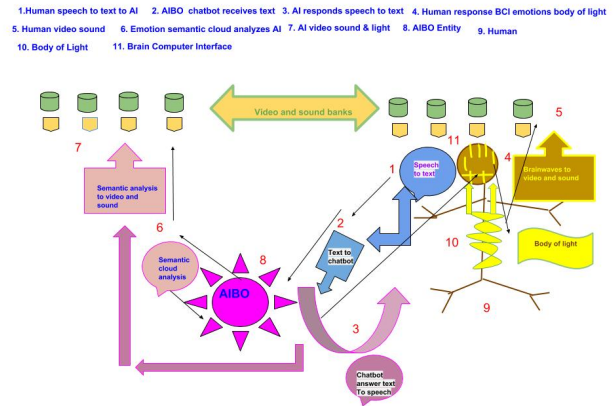 1.Human speech to text to AI 2. AIBO chatbot receives text 3. AI responds speech to text 4. Human response BCI emotions body of light
5. Human video sound 6. Emotion semantic cloud analyzes AI 7. AI video sound & light 8. AIBO Entity 9. Human
10. Body of Light 11. Brain Computer Interface
Video and sound banks
5
7
11
1
Speech
to text
4
Brainwaves to
video and sound
Semantic analysis
to video and
sound
2
6
Text to
chatbot
10
Body of light
Semantic
cloud
analysis
8
AIBO
9
3
Chatbot
answer text
To speech